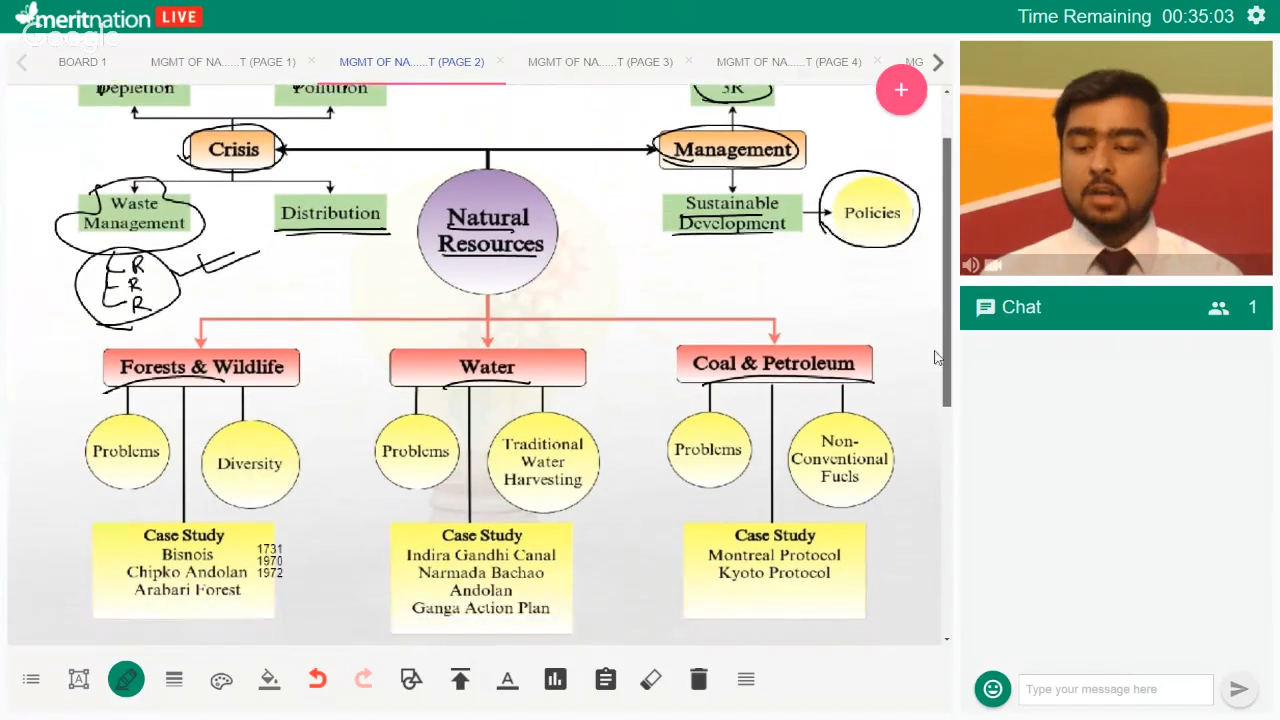 meritnation LIVE
Google
Time Remaining 00:35:03
BOARD 1
MGMT OF NA......T (PAGE 1)
MGMT OF NA......T (PAGE 2)
MGMT OF NA......T (PAGE 3)
MGMT OF NA......T (PAGE 4)
MG
Depletion
Pollution
3R
Crisis
Management
Waste
Management
Distribution
Natural
Resources
Sustainable
Development
Policies
R
R
R
Forests & Wildlife
Water
Coal & Petroleum
Problems
Diversity
Problems
Traditional
Water
Harvesting
Problems
Non-
Conventional
Fuels
Case Study
Bisnois 1731
Chipko Andolan 1970
Arabari Forest 1972
Case Study
Indira Gandhi Canal
Narmada Bachao
Andolan
Ganga Action Plan
Case Study
Montreal Protocol
Kyoto Protocol
Chat 1
Type your message here